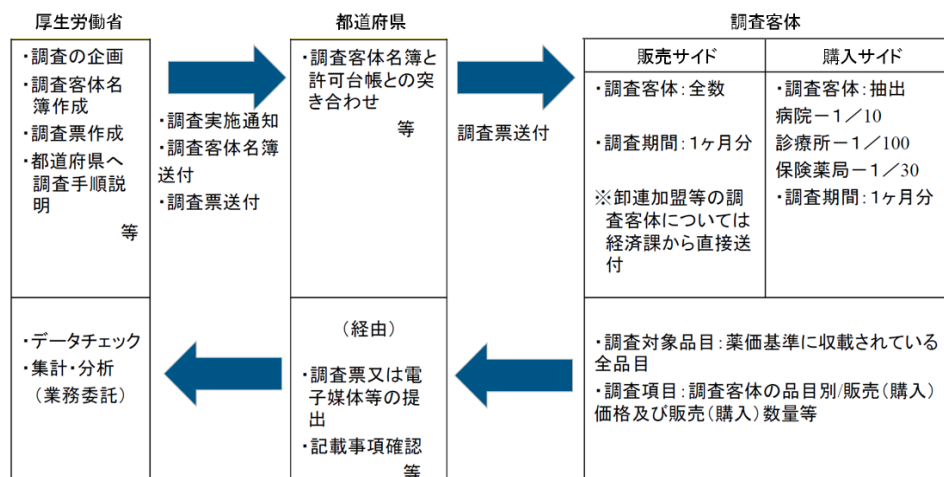 厚生労働省
・調査の企画
・調査客体名
簿作成
・調査票作成
・都道府県へ
調査手順説
明
等
・調査実施通知
・調査客体名簿
送付
・調査票送付
都道府県
・調査客体名簿と
許可台帳との突
き合わせ
等
調査票送付
調査客体
販売サイド
・調査客体：全数
・調査期間：1ヶ月分
※卸連加盟等の調
査客体については
経済課から直接送
付
購入サイド
・調査客体：抽出
病院－1／10
診療所－1／100
保険薬局－1／30
・調査期間：1ヶ月分
・調査対象品目：薬価基準に収載されている
全品目
・調査項目：調査客体の品目別/販売（購入）
価格及び販売（購入）数量等
（経由）
・調査票又は電
子媒体等の提
出
・記載事項確認
等
・データチェック
・集計・分析
（業務委託）